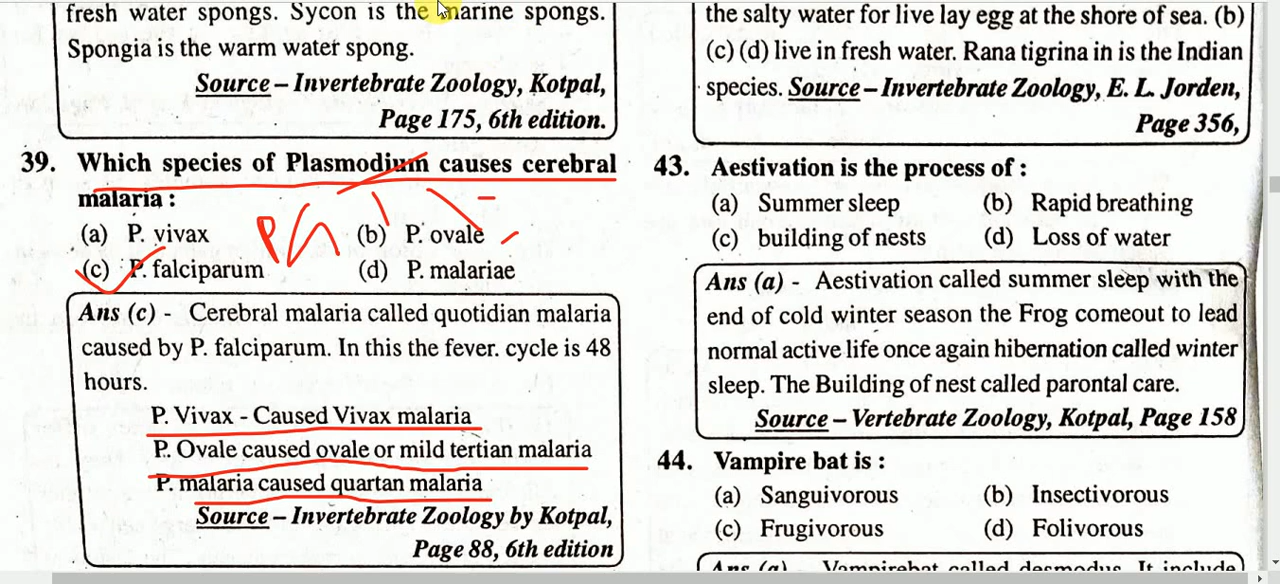 fresh water spongs. Sycon is the marine spongs.
Spongia is the warm water spong.
Source – Invertebrate Zoology, Kotpal,
Page 175, 6th edition.
39. Which species of Plasmodium causes cerebral
malaria :
(a) P. vivax (b) P. ovale
(c) P. falciparum (d) P. malariae
Ans (c) - Cerebral malaria called quotidian malaria
caused by P. falciparum. In this the fever. cycle is 48
hours.
P. Vivax - Caused Vivax malaria
P. Ovale caused ovale or mild tertian malaria
P. malaria caused quartan malaria
Source – Invertebrate Zoology by Kotpal,
Page 88, 6th edition
the salty water for live lay egg at the shore of sea. (b)
(c) (d) live in fresh water. Rana tigrina in is the Indian
species. Source – Invertebrate Zoology, E. L. Jorden,
Page 356,
43. Aestivation is the process of :
(a) Summer sleep (b) Rapid breathing
(c) building of nests (d) Loss of water
Ans (a) - Aestivation called summer sleep with the
end of cold winter season the Frog comeout to lead
normal active life once again hibernation called winter
sleep. The Building of nest called parontal care.
Source – Vertebrate Zoology, Kotpal, Page 158
44. Vampire bat is :
(a) Sanguivorous (b) Insectivorous
(c) Frugivorous (d) Folivorous
Ans (a) - Vampirebat called desmodus. It include